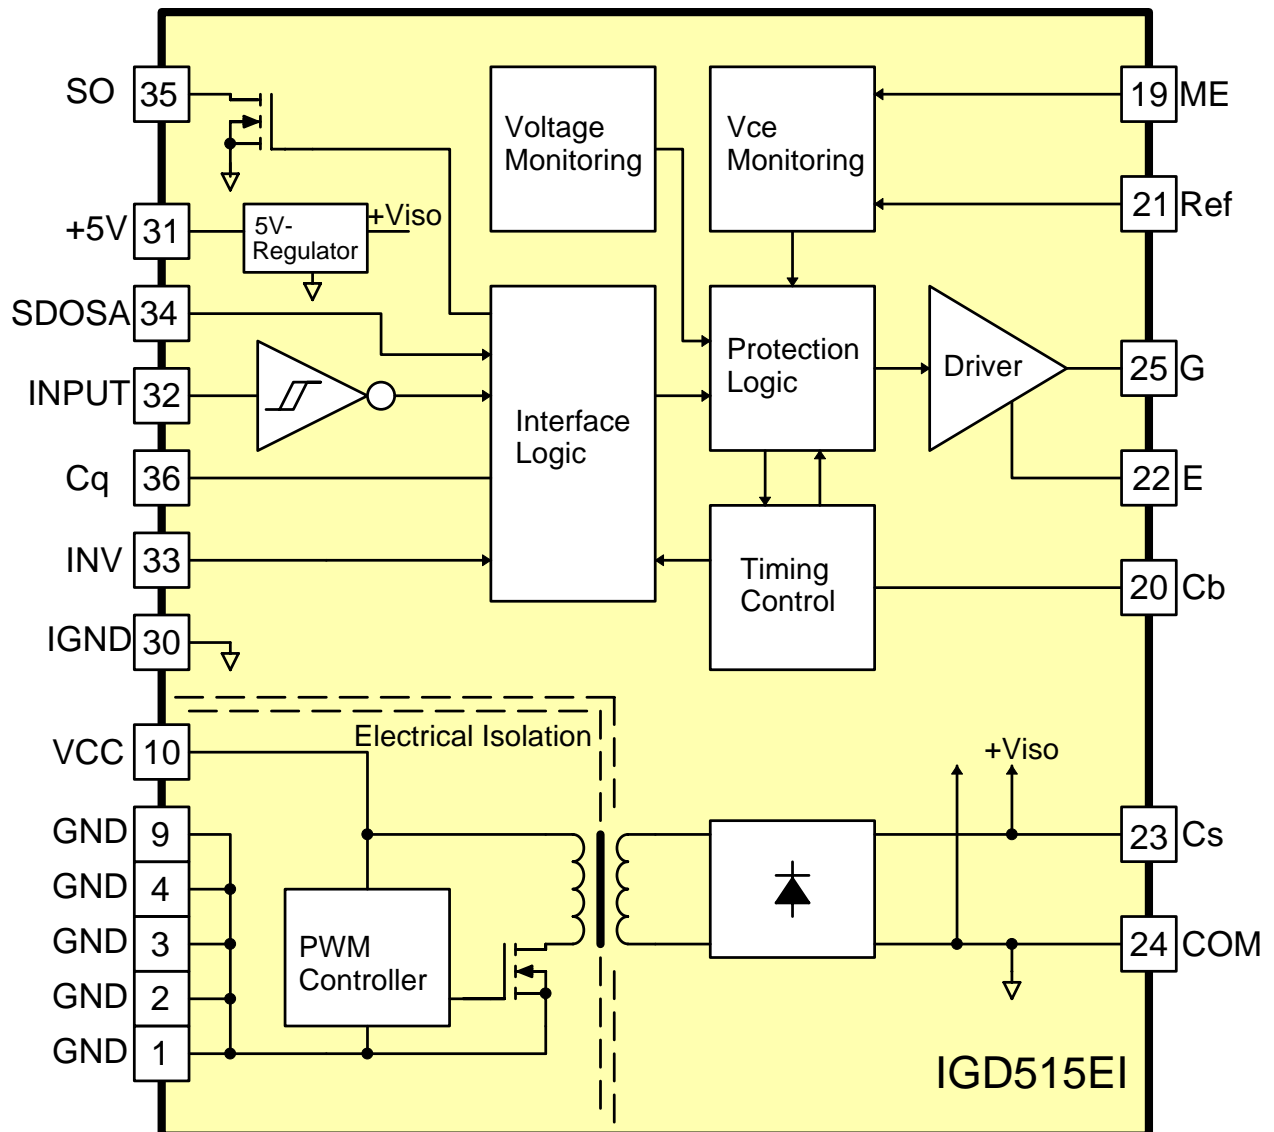 SO 35
Voltage
Monitoring
Vce
Monitoring
19 ME
21 Ref
+5V 31
5V-
Regulator
+Viso
SDOSA 34
INPUT 32
Cq 36
INV 33
IGND 30
Interface
Logic
Protection
Logic
Driver
25 G
22 E
Timing
Control
20 Cb
Electrical Isolation
VCC 10
GND 9
GND 4
GND 3
GND 2
GND 1
PWM
Controller
+Viso
23 Cs
24 COM
IGD515EI